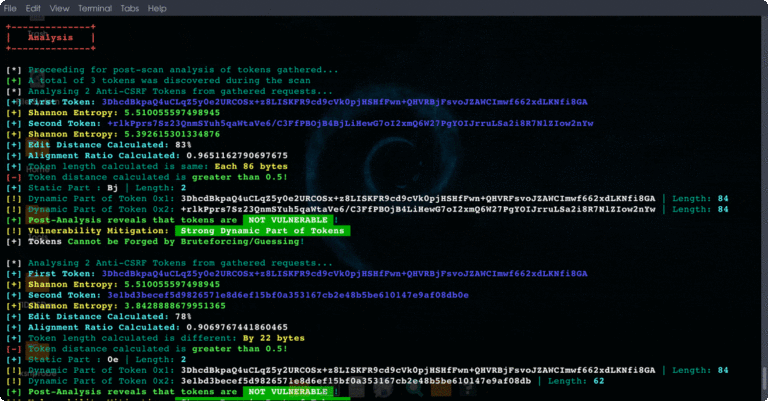 File Edit View Terminal Tabs Help
+--------------+
| Analysis |
+--------------+
[*] Proceeding for post-scan analysis of tokens gathered...
[+] A total of 3 tokens was discovered during the scan
[*] Analysing 2 Anti-CSRF Tokens from gathered requests...
[+] First Token: 3DhcdBkpaQ4uCLqZ5yOe2URCOSx+z8LISKFR9cd9cVk0pjHSHfFwn+QHVRBjFsvoJZAWCImwf662xdLKNfi8GA
[+] Shannon Entropy: 5.510055597498945
[+] Second Token: +rlkPprs7Sz23QnmSYuh5qaWtaVe6/C3FfPBOjB4BjLiHewG7oI2xmQ6W27PgYOIJrruLSa2i8R7NlZIow2nYw
[+] Shannon Entropy: 5.392615301334876
[+] Edit Distance Calculated: 83%
[+] Alignment Ratio Calculated: 0.9651162790697675
[+] Token length calculated is same: Each 86 bytes
[-] Token distance calculated is greater than 0.5!
[+] Static Part : Bj | Length: 2
[!] Dynamic Part of Token 0x1: 3DhcdBkpaQ4uCLqZ5yOe2URCOSx+z8LISKFR9cd9cVk0pjHSHfFwn+QHVRFsvoJZAWCImwf662xdLKNfi8GA | Length: 84
[!] Dynamic Part of Token 0x2: +rlkPprs7Sz23QnmSYuh5qaWtaVe6/C3FfPBOjB4LiHewG7oI2xmQ6W27PgYOIJrruLSa2i8R7NlZIow2nYw | Length: 84
[+] Post-Analysis reveals that tokens are NOT VULNERABLE !
[!] Vulnerability Mitigation: Strong Dynamic Part of Tokens
[+] Tokens Cannot be Forged by Bruteforcing/Guessing!
[*] Analysing 2 Anti-CSRF Tokens from gathered requests...
[+] First Token: 3DhcdBkpaQ4uCLqZ5yOe2URCOSx+z8LISKFR9cd9cVk0pjHSHfFwn+QHVRBjFsvoJZAWCImwf662xdLKNfi8GA
[+] Shannon Entropy: 5.510055597498945
[+] Second Token: 3e1bd3becef5d9826571e8d6ef15bf0a353167cb2e48b5be610147e9af08db0e
[+] Shannon Entropy: 3.8428888679951365
[+] Edit Distance Calculated: 78%
[+] Alignment Ratio Calculated: 0.9069767441860465
[+] Token length calculated is different: By 22 bytes
[-] Token distance calculated is greater than 0.5!
[+] Static Part : 0e | Length: 2
[!] Dynamic Part of Token 0x1: 3DhcdBkpaQ4uCLqZ5y2URCOSx+z8LISKFR9cd9cVk0pjHSHfFwn+QHVRBjFsvoJZAWCImwf662xdLKNfi8GA | Length: 84
[!] Dynamic Part of Token 0x2: 3e1bd3becef5d9826571e8d6ef15bf0a353167cb2e48b5be610147e9af08db | Length: 62
[+] Post-Analysis reveals that tokens are NOT VULNERABLE !